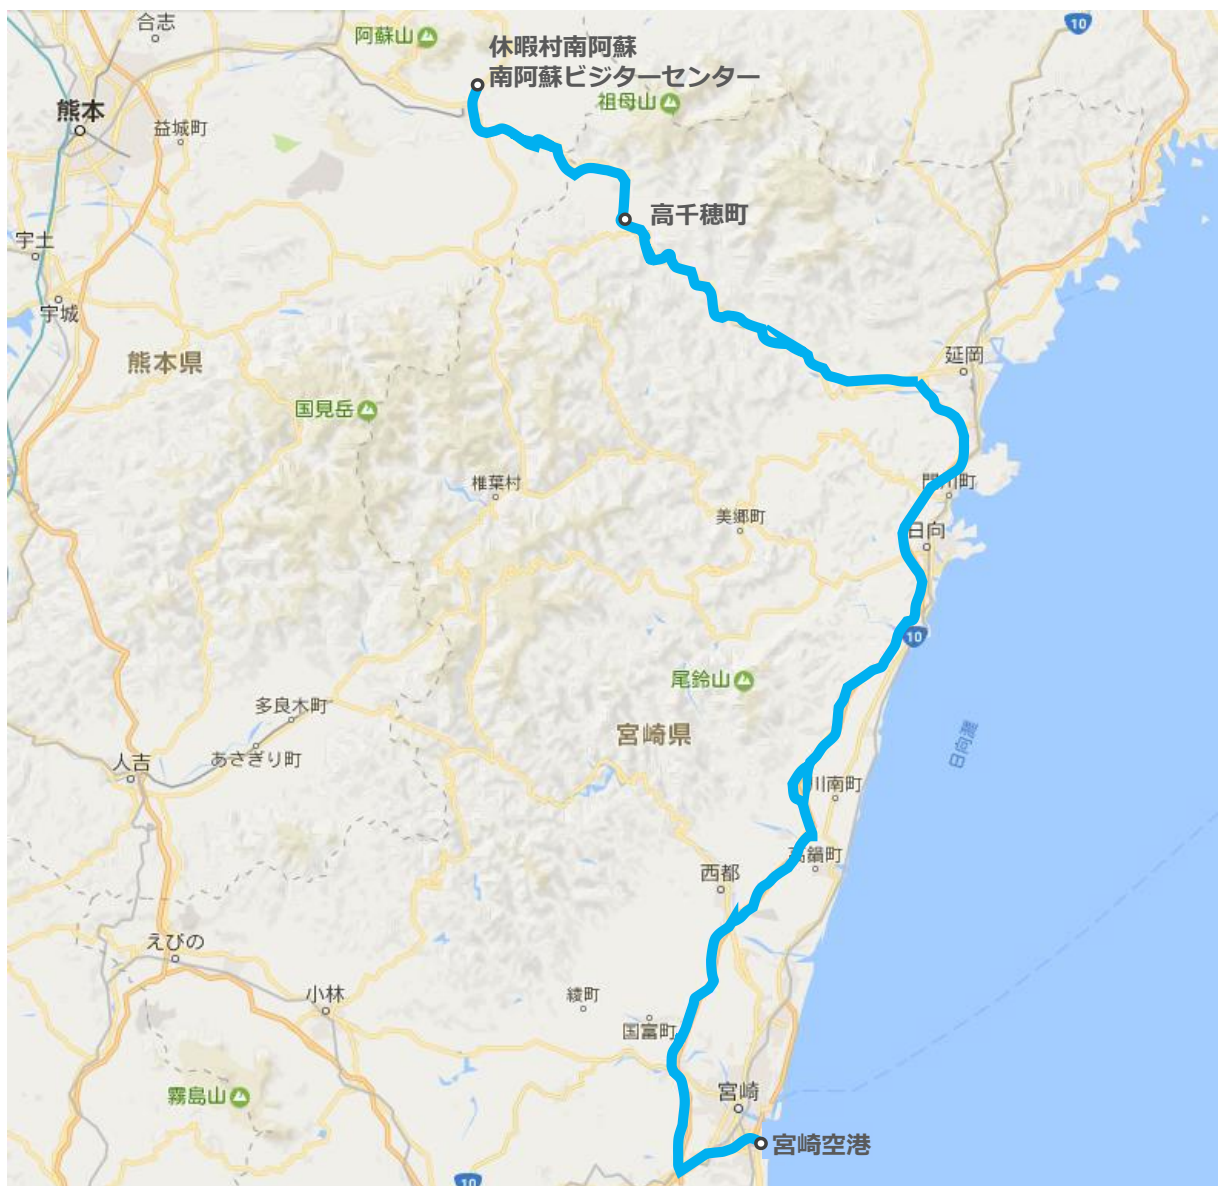 合志
10
阿蘇山
休暇村南阿蘇
南阿蘇ビジターセンター
祖母山
熊本
益城町
高千穂町
宇土
宇城
熊本県
延岡
国見岳
椎葉村
門川町
美郷町
日向
10
尾鈴山
多良木町
宮崎県
日向灘
人吉
あさぎり町
川南町
高鍋町
西都
えびの
小林
綾町
国富町
霧島山
宮崎
宮崎空港
10